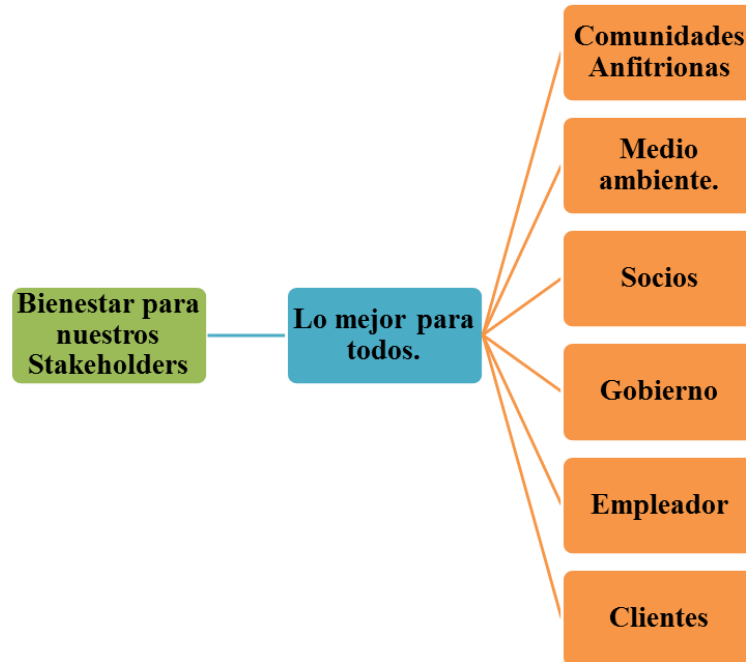 Bienestar para
nuestros
Stakeholders
Lo mejor para
todos.
Comunidades
Anfitrionas
Medio
ambiente.
Socios
Gobierno
Empleador
Clientes